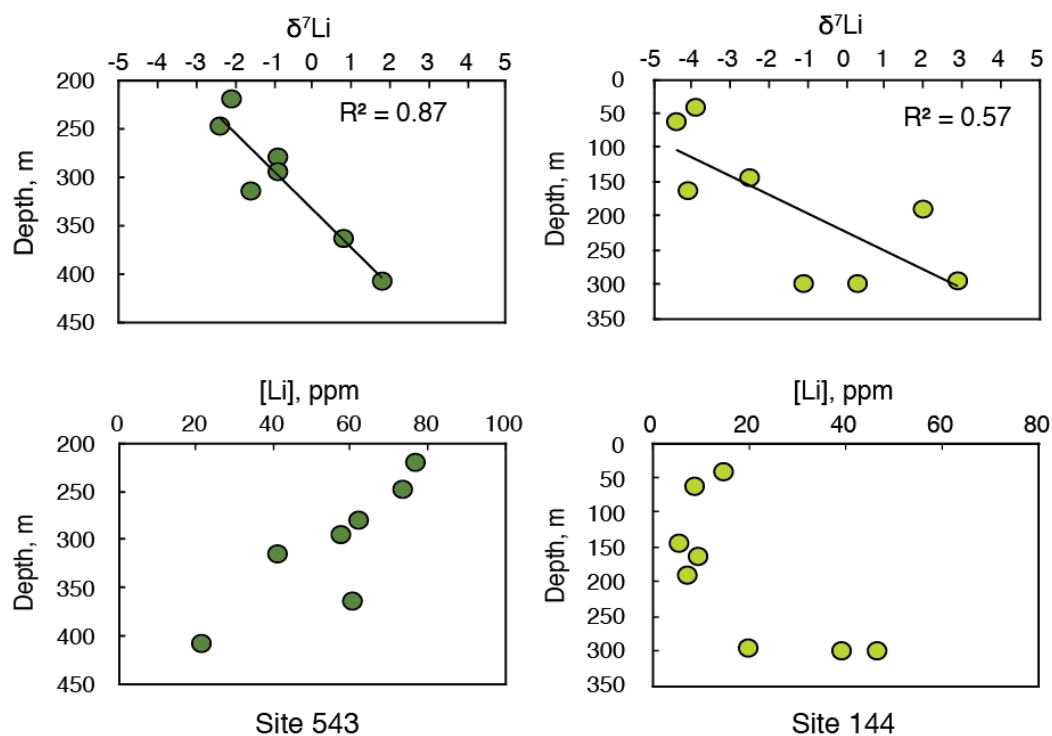 δ⁷Li
-5 -4 -3 -2 -1 0 1 2 3 4 5
200
250
300
350
400
450
Depth, m
R² = 0.87
δ⁷Li
-5 -4 -3 -2 -1 0 1 2 3 4 5
0
50
100
150
200
250
300
350
Depth, m
R² = 0.57
[Li], ppm
0 20 40 60 80 100
200
250
300
350
400
450
Depth, m
Site 543
[Li], ppm
0 20 40 60 80
0
50
100
150
200
250
300
350
Depth, m
Site 144